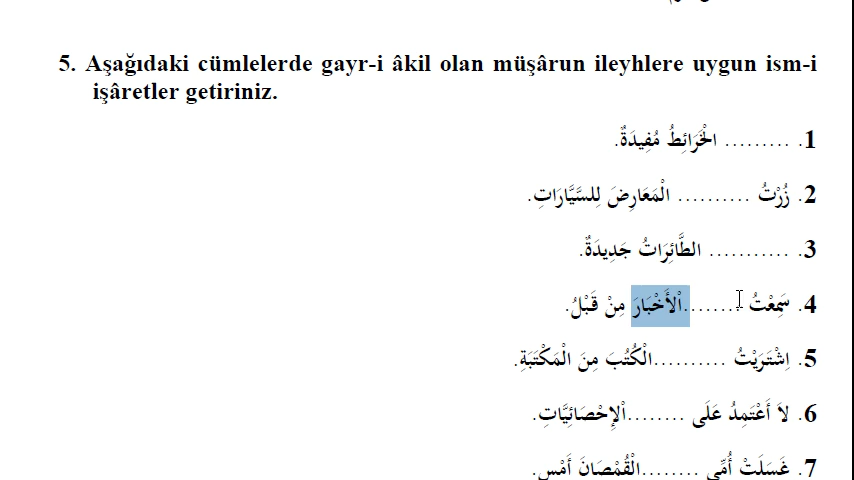 5. Aşağıdaki cümlelerde gayr-i âkil olan müşârun ileyhlere uygun ism-i
işâretler getiriniz.
1. ......... الْخَرَائِطُ مُفِيدَةٌ.
2. زُرْتُ .......... الْمَعَارِضَ لِلسَّيَّارَاتِ.
3. ........... الطَّائِرَاتُ جَدِيدَةٌ.
4. سَمِعْتُ ........اْلأَخْبَارَ مِنْ قَبْلُ.
5. اِشْتَرَيْتُ ..........الْكُتُبَ مِنَ الْمَكْتَبَةِ.
6. لاَ أَعْتَمِدُ عَلَى ........اْلإِحْصَائِيَّاتِ.
7. غَسَلَتْ أُمِّي ........الْقُمْصَانَ أَمْسِ.